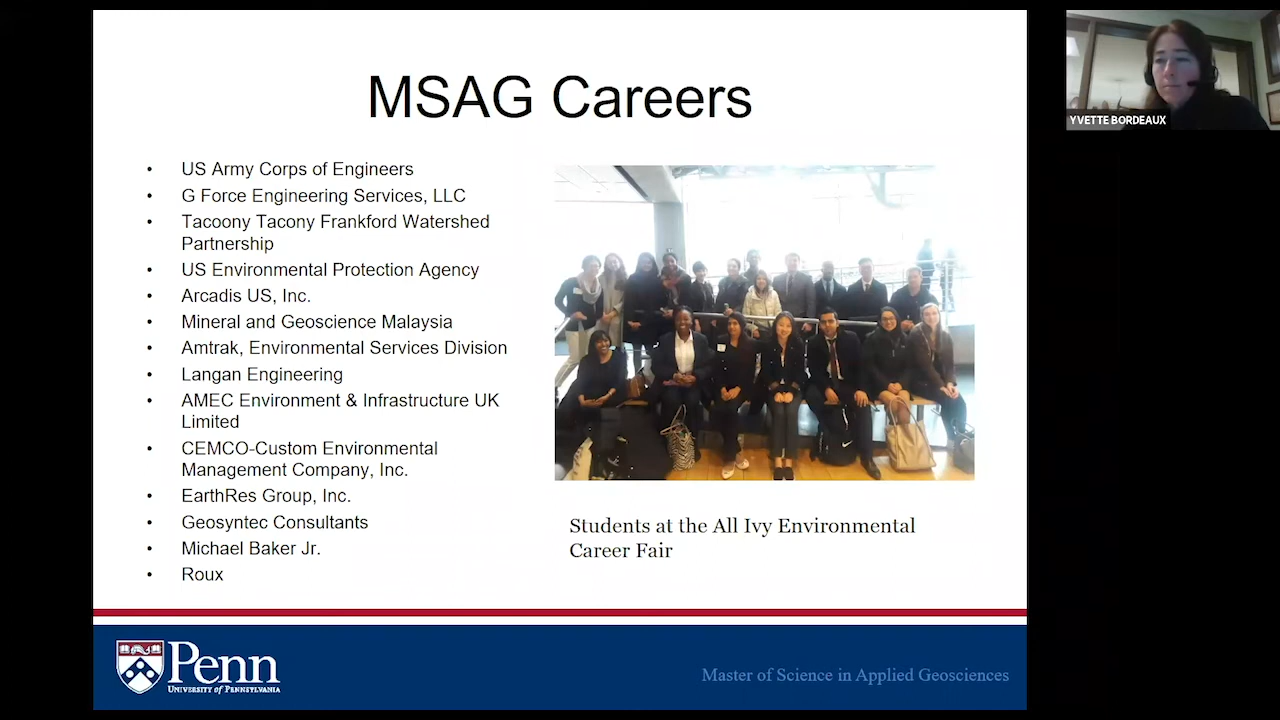 MSAG Careers
• US Army Corps of Engineers
• G Force Engineering Services, LLC
• Tacoony Tacony Frankford Watershed
Partnership
• US Environmental Protection Agency
• Arcadis US, Inc.
• Mineral and Geoscience Malaysia
• Amtrak, Environmental Services Division
• Langan Engineering
• AMEC Environment & Infrastructure UK
Limited
• CEMCO-Custom Environmental
Management Company, Inc.
• EarthRes Group, Inc.
• Geosyntec Consultants
• Michael Baker Jr.
• Roux
Students at the All Ivy Environmental
Career Fair
Penn
UNIVERSITY of PENNSYLVANIA
Master of Science in Applied Geosciences
YVETTE BORDEAUX